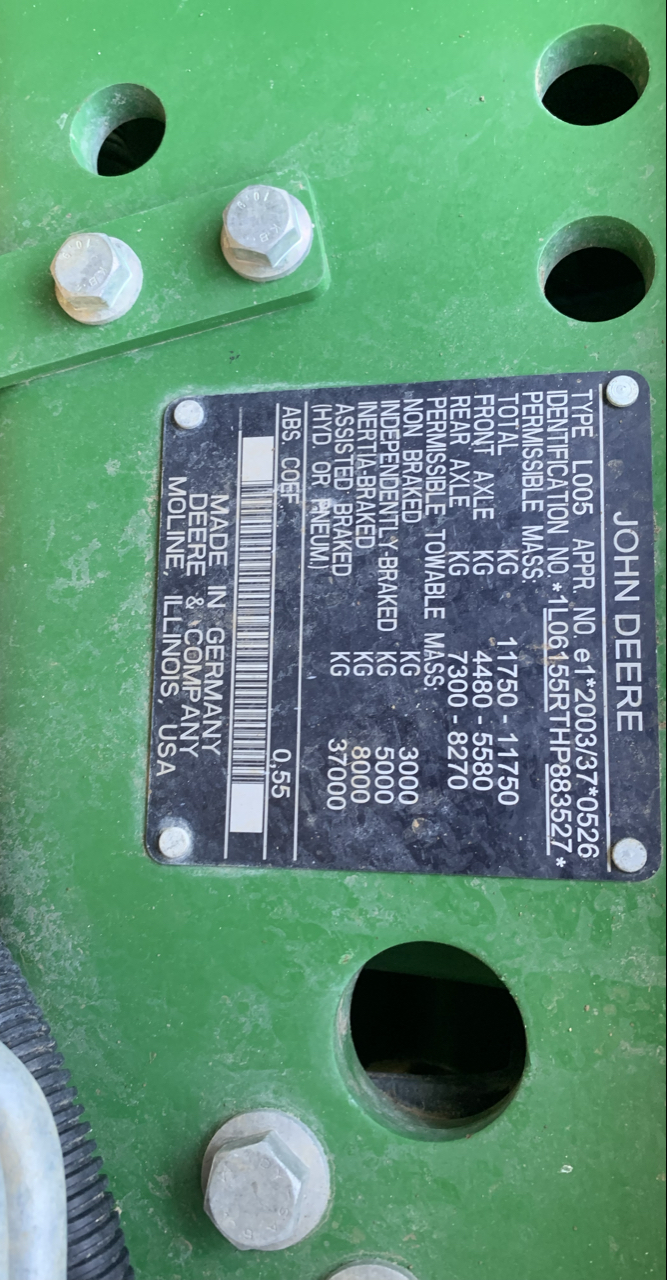 JOHN DEERE
TYPE L005 APPR. NO. e1*2003/37*0526
IDENTIFICATION NO.*1L06155RTHP883527*
PERMISSIBLE MASS:
TOTAL KG 11750 - 11750
FRONT AXLE KG 4480 - 5580
REAR AXLE KG 7300 - 8270
PERMISSIBLE TOWABLE MASS:
NON BRAKED KG 3000
INDEPENDENTLY-BRAKED KG 5000
INERTIA-BRAKED KG 8000
ASSISTED BRAKED KG 37000
(HYD OR PNEUM.)
ABS. COEF 0,55
MADE IN GERMANY
DEERE & COMPANY
MOLINE, ILLINOIS, USA